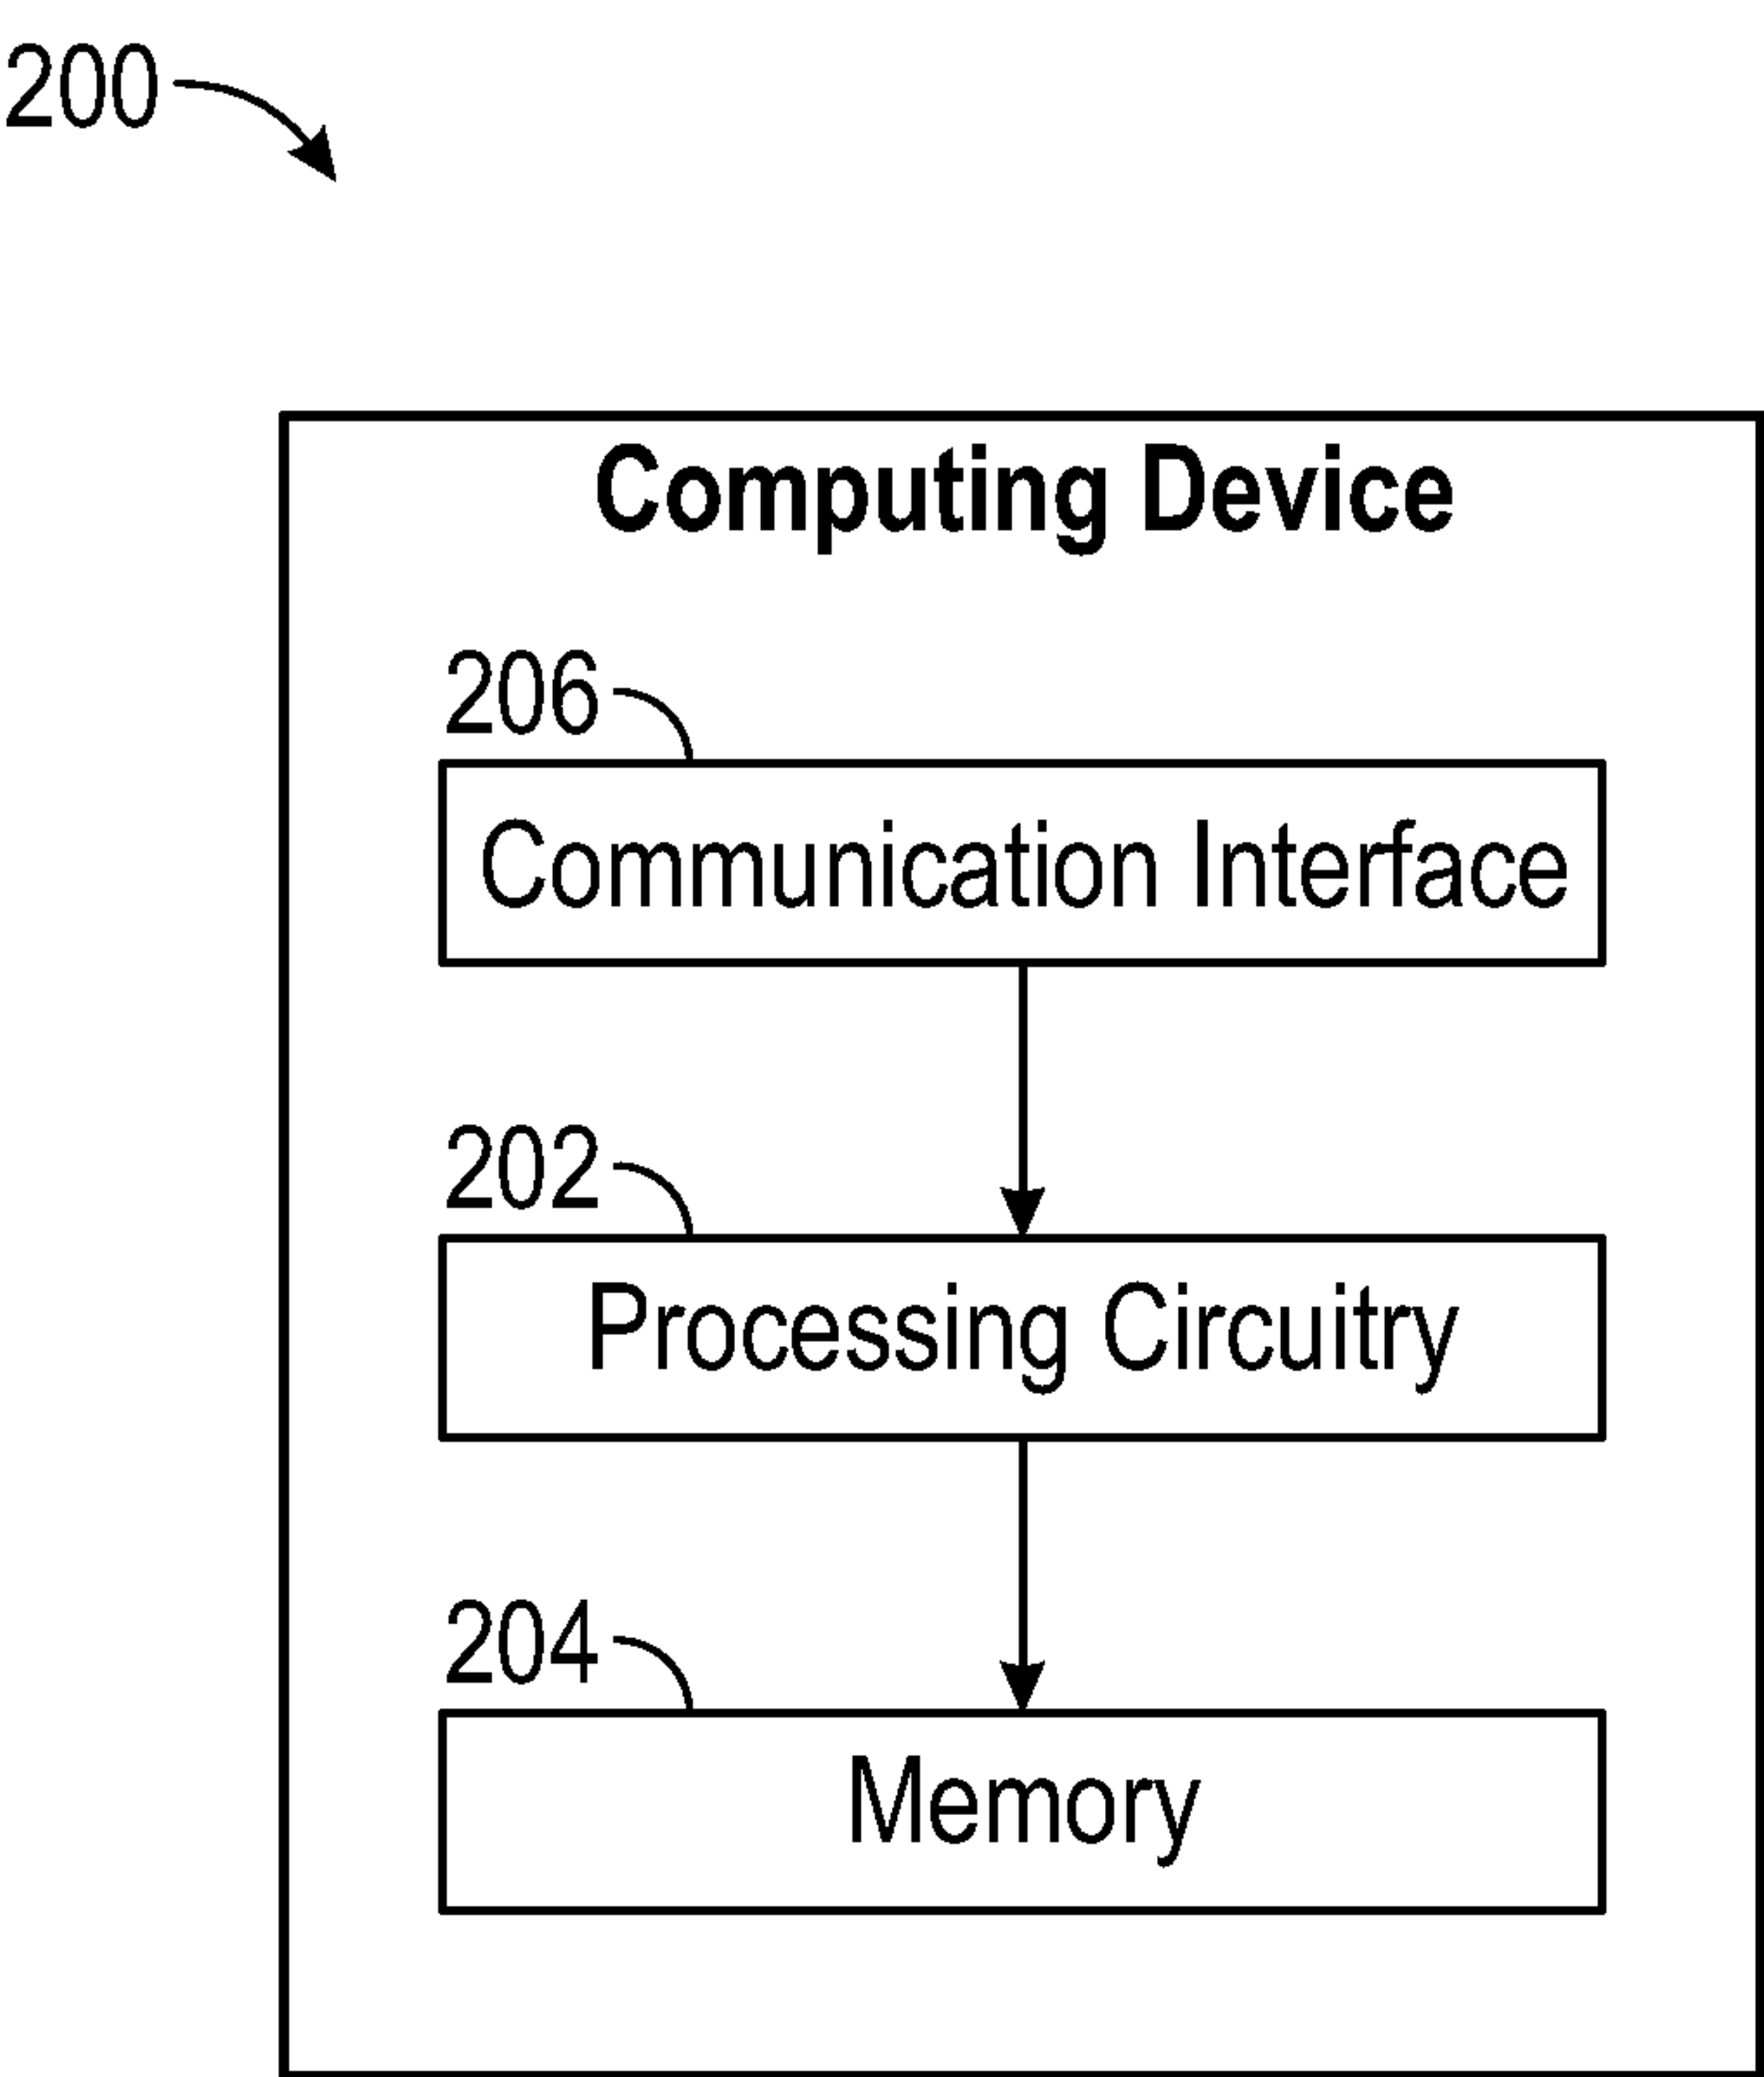 200
Computing Device
206
Communication Interface
202
Processing Circuitry
204
Memory